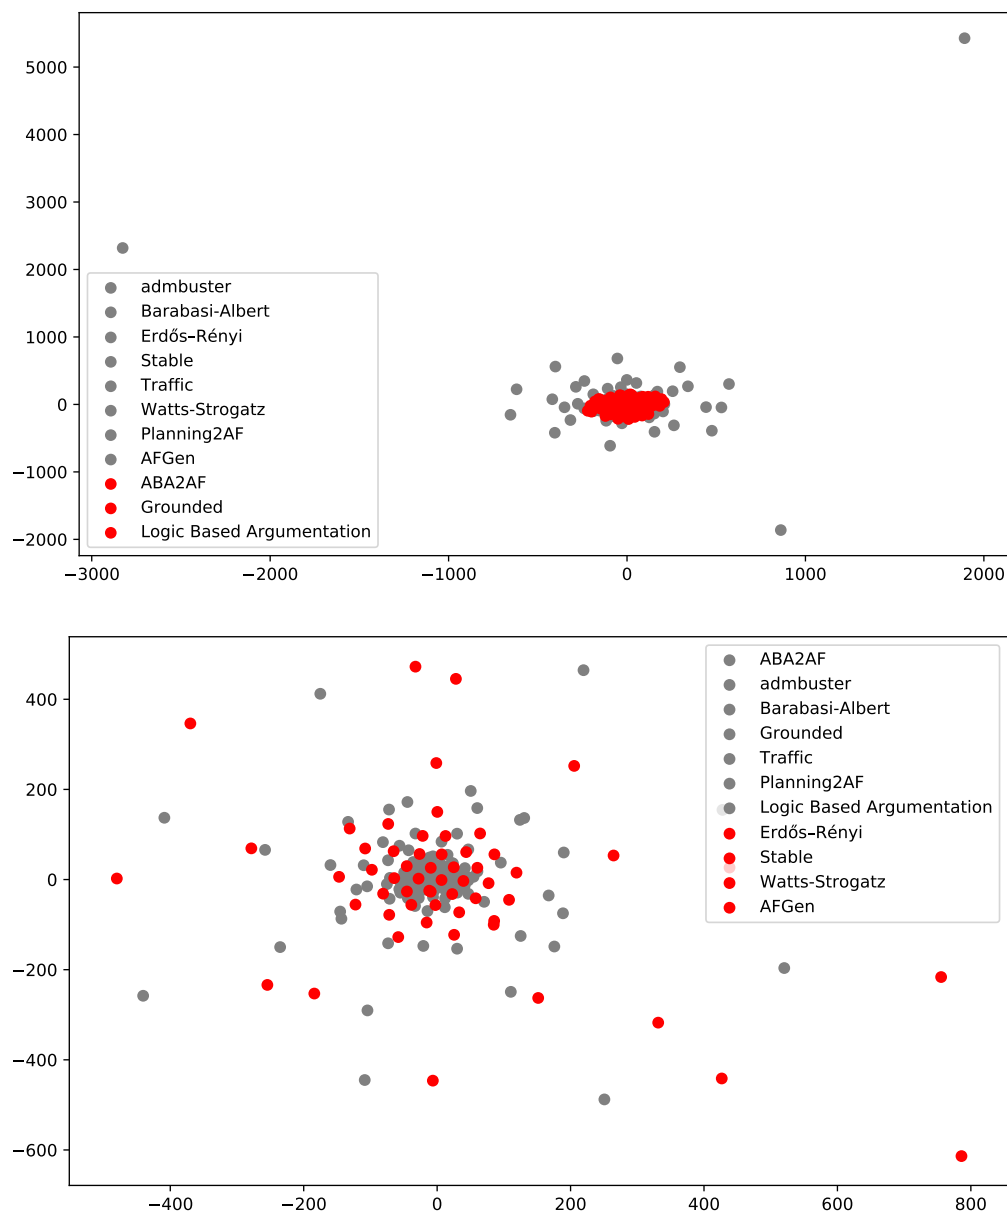 5000
4000
3000
2000
1000
0
−1000
−2000
admbuster
Barabasi-Albert
Erdős–Rényi
Stable
Traffic
Watts-Strogatz
Planning2AF
AFGen
ABA2AF
Grounded
Logic Based Argumentation
−3000 −2000 −1000 0 1000 2000
400
200
0
−200
−400
−600
ABA2AF
admbuster
Barabasi-Albert
Grounded
Traffic
Planning2AF
Logic Based Argumentation
Erdős-Rényi
Stable
Watts-Strogatz
AFGen
−400 −200 0 200 400 600 800